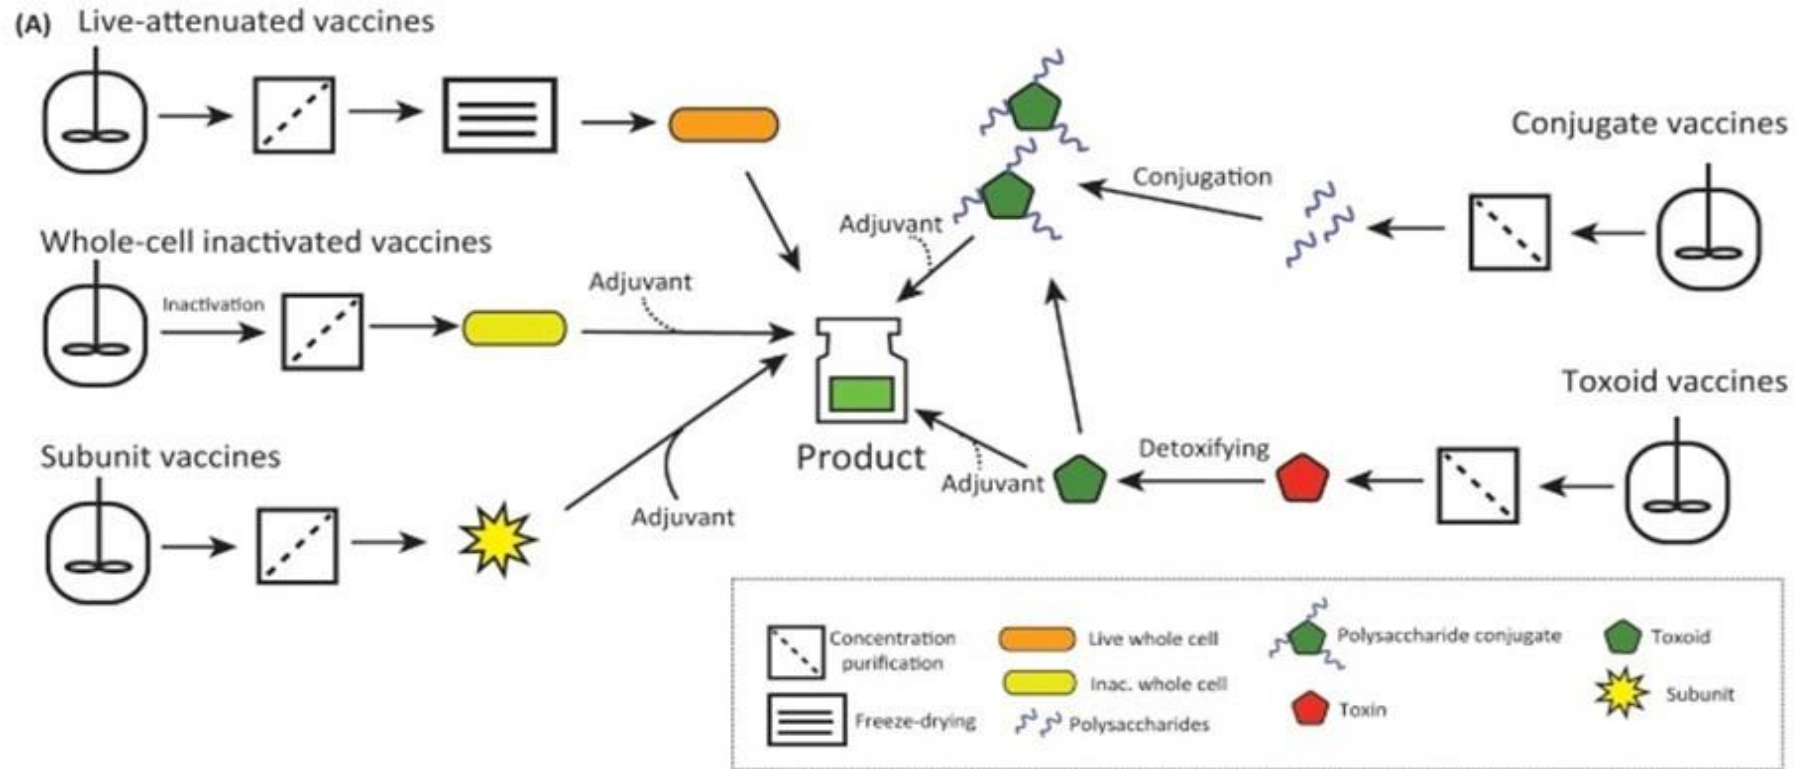 (A) Live-attenuated vaccines
Conjugate vaccines
Conjugation
Adjuvant
Whole-cell inactivated vaccines
Inactivation
Adjuvant
Toxoid vaccines
Subunit vaccines
Product
Detoxifying
Adjuvant
Adjuvant
Concentration
purification
Live whole cell
Polysaccharide conjugate
Toxoid
Inac. whole cell
Subunit
Freeze-drying
Polysaccharides
Toxin